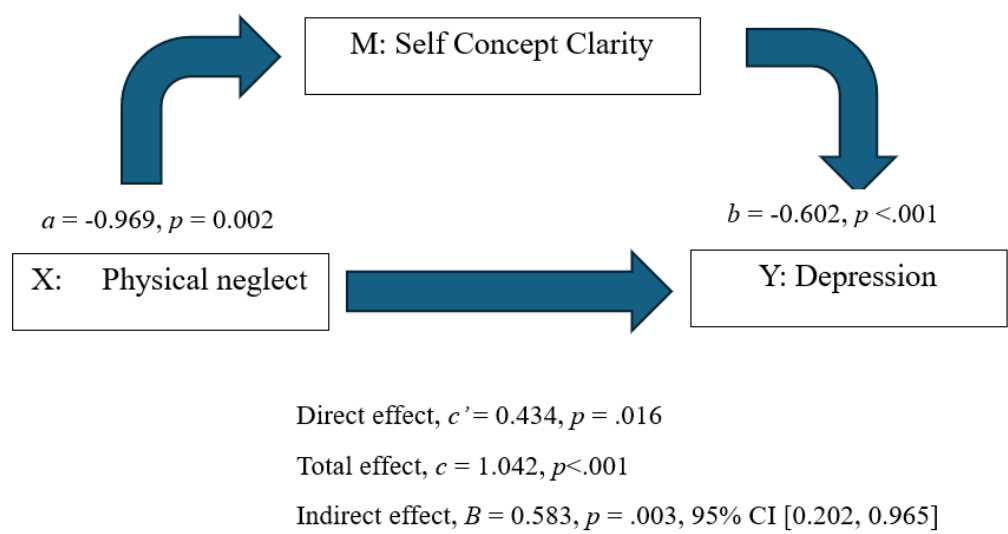 M: Self Concept Clarity
a = -0.969, p = 0.002
b = -0.602, p <.001
X: Physical neglect
Y: Depression
Direct effect, c’= 0.434, p = .016
Total effect, c = 1.042, p<.001
Indirect effect, B = 0.583, p = .003, 95% CI [0.202, 0.965]